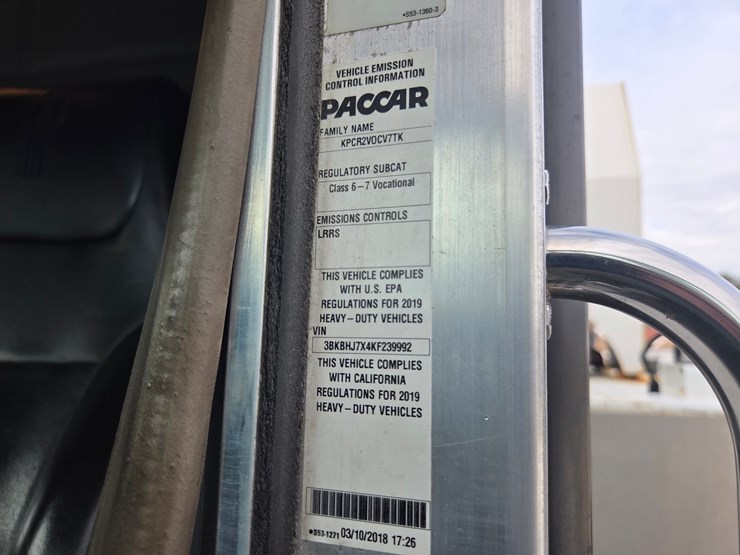 •S53-1360-3
VEHICLE EMISSION
CONTROL INFORMATION
PACCAR
FAMILY NAME
KPCR2VOCV7TK
REGULATORY SUBCAT
Class 6-7 Vocational
EMISSIONS CONTROLS
LRRS
THIS VEHICLE COMPLIES
WITH U.S. EPA
REGULATIONS FOR 2019
HEAVY-DUTY VEHICLES
VIN
3BKBHJ7X4KF239992
THIS VEHICLE COMPLIES
WITH CALIFORNIA
REGULATIONS FOR 2019
HEAVY-DUTY VEHICLES
•S53-1271 03/10/2018 17:26